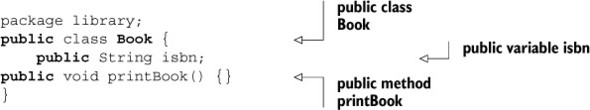 package library;
public class Book {
    public String isbn;
public void printBook() {}
}
public class
Book
public variable isbn
public method
printBook